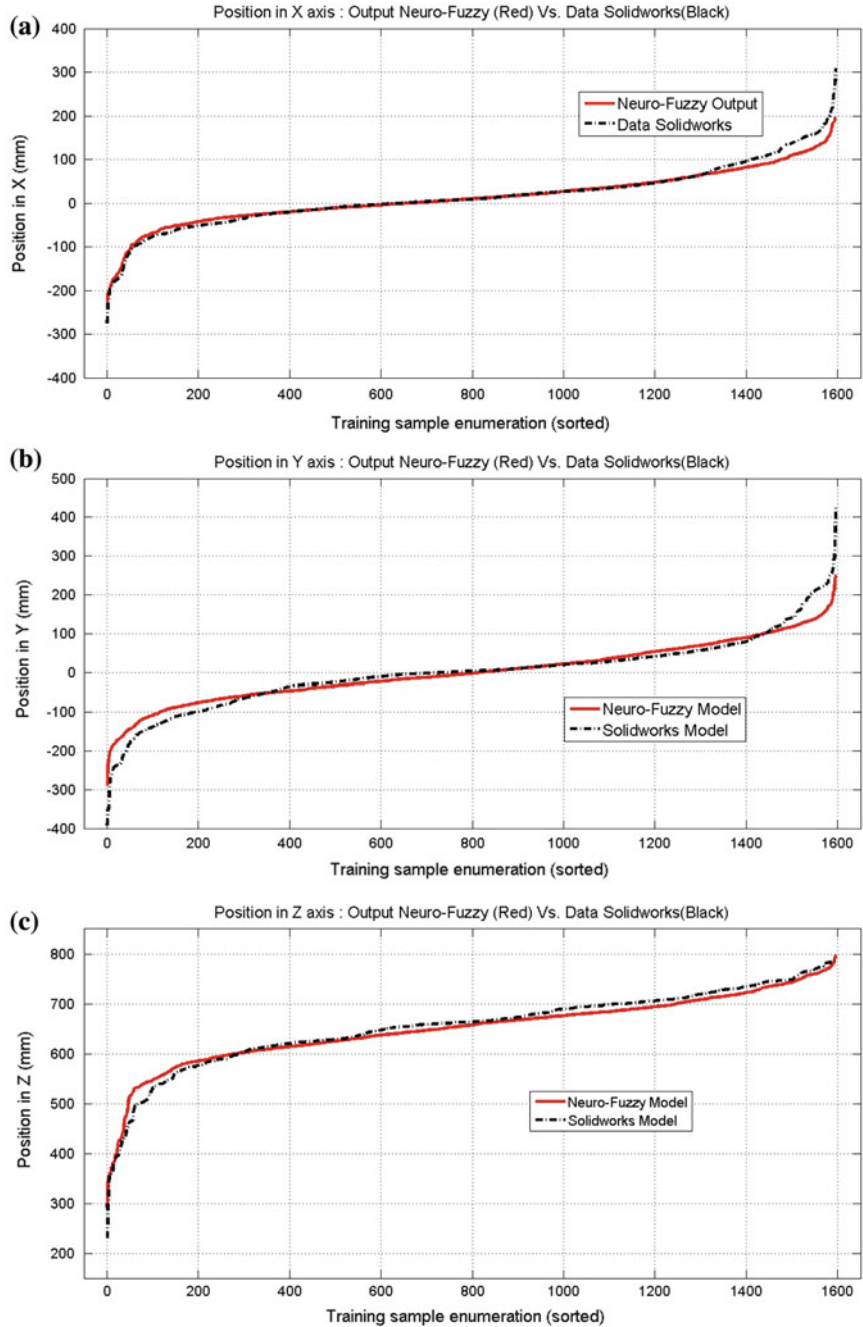 (a)
Position in X axis : Output Neuro-Fuzzy (Red) Vs. Data Solidworks(Black)
400
300
200
100
0
-100
-200
-300
-400
Position in X (mm)
Neuro-Fuzzy Output
Data Solidworks
0 200 400 600 800 1000 1200 1400 1600
Training sample enumeration (sorted)
(b)
Position in Y axis : Output Neuro-Fuzzy (Red) Vs. Data Solidworks(Black)
500
400
300
200
100
0
-100
-200
-300
-400
Position in Y (mm)
Neuro-Fuzzy Model
Solidworks Model
0 200 400 600 800 1000 1200 1400 1600
Training sample enumeration (sorted)
(c)
Position in Z axis : Output Neuro-Fuzzy (Red) Vs. Data Solidworks(Black)
800
700
600
500
400
300
200
Position in Z (mm)
Neuro-Fuzzy Model
Solidworks Model
0 200 400 600 800 1000 1200 1400 1600
Training sample enumeration (sorted)